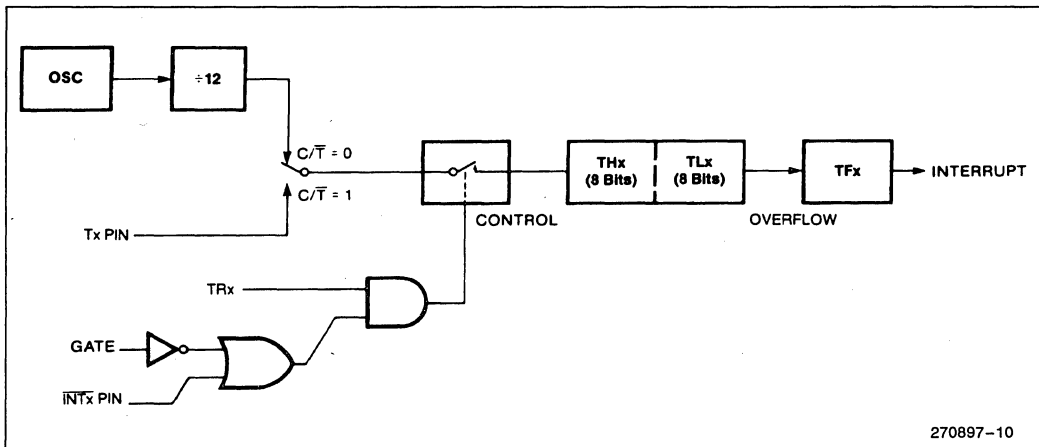 OSC
÷12
C/T̅ = 0
C/T̅ = 1
Tx PIN
CONTROL
THx
(8 Bits)
TLx
(8 Bits)
OVERFLOW
TFx
INTERRUPT
TRx
GATE
I̅N̅T̅x̅ PIN
270897–10